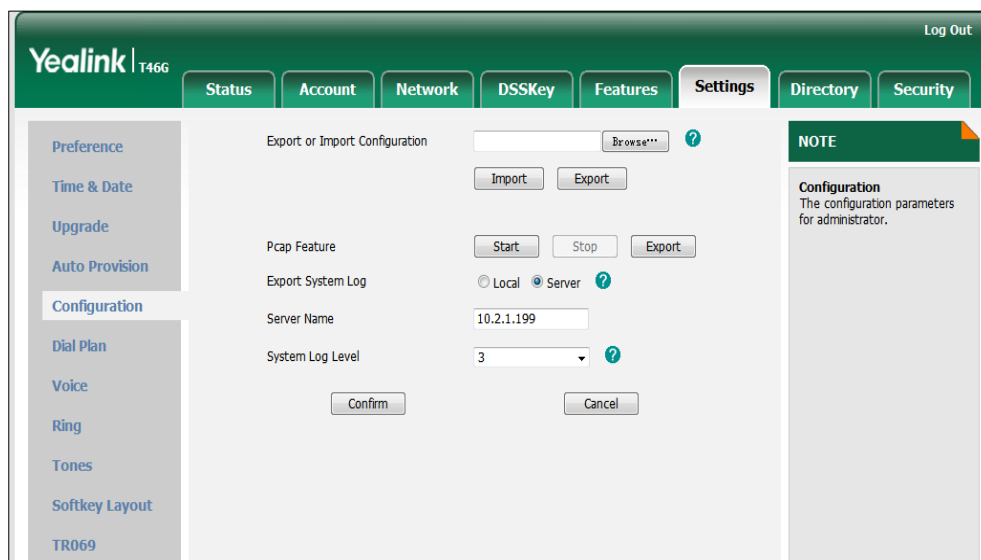 Log Out
Yealink T46G
Status Account Network DSSKey Features Settings Directory Security
Preference
Time & Date
Upgrade
Auto Provision
Configuration
Dial Plan
Voice
Ring
Tones
Softkey Layout
TR069
Export or Import Configuration Browse... ?
Import Export
Pcap Feature Start Stop Export
Export System Log Local Server ?
Server Name 10.2.1.199
System Log Level 3 ?
Confirm Cancel
NOTE
Configuration
The configuration parameters
for administrator.